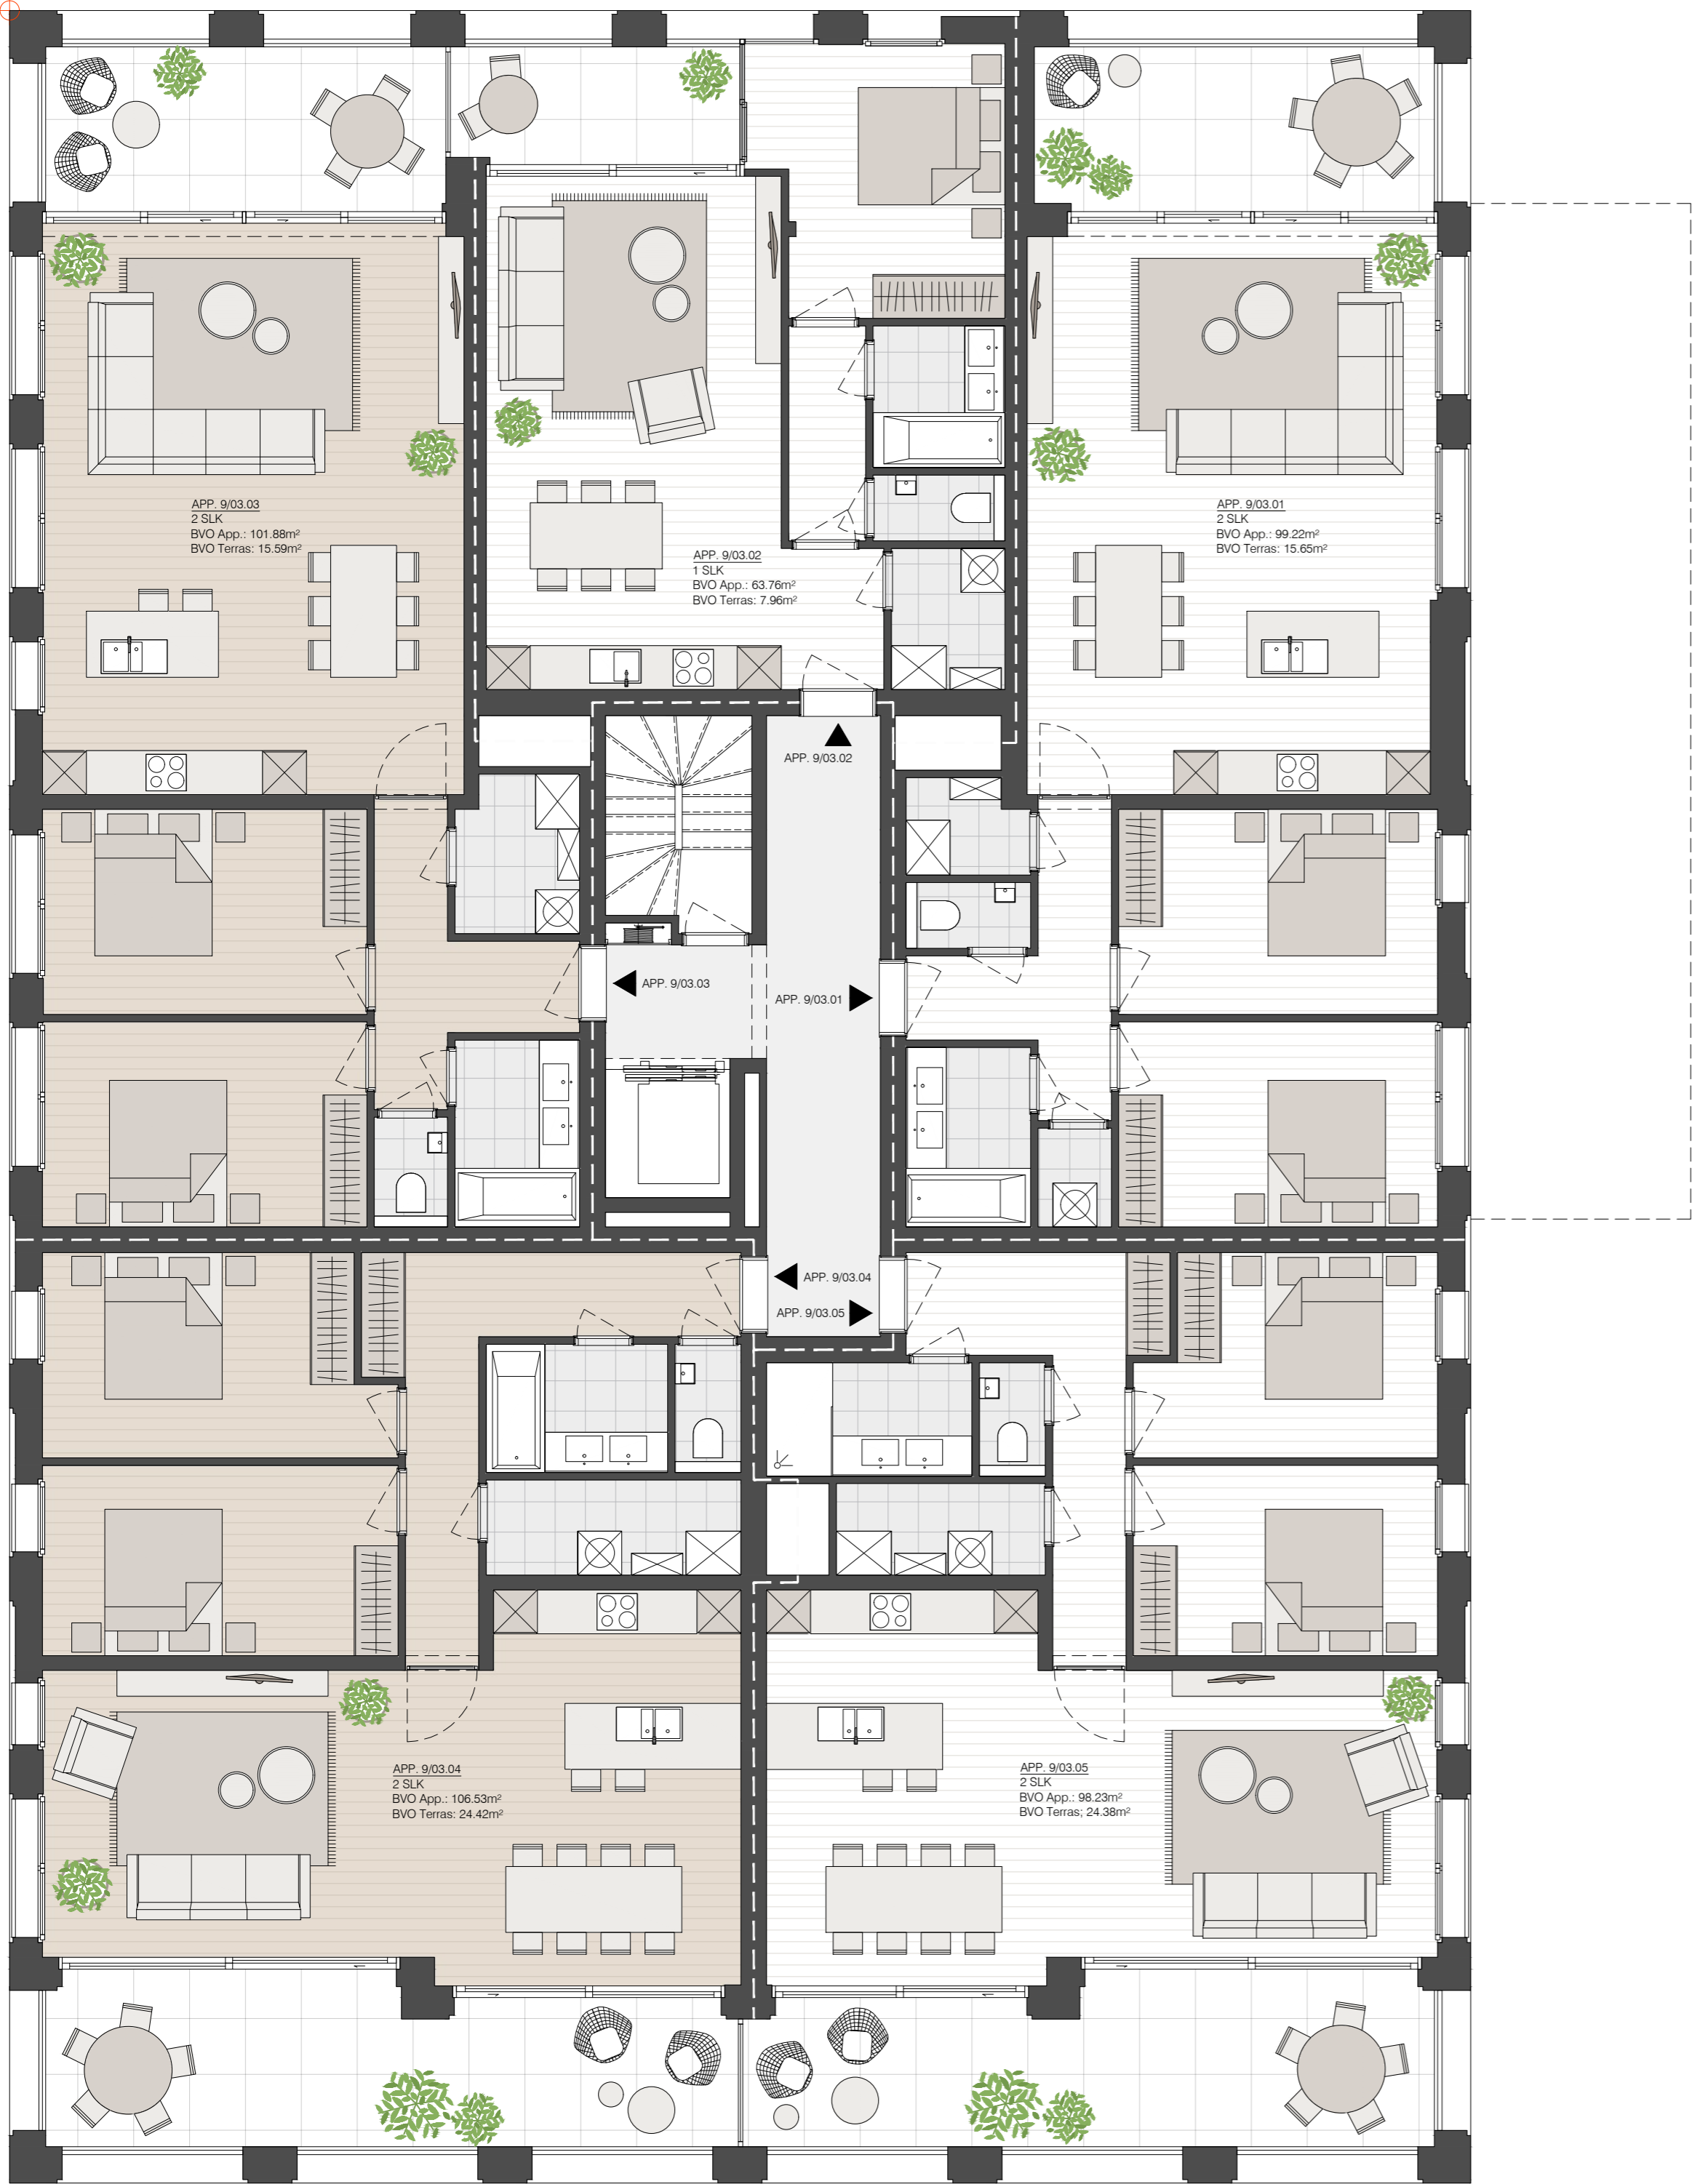 APP. 9/03.03
2 SLK
BVO App.: 101.88m²
BVO Terras: 15.59m²
APP. 9/03.02
1 SLK
BVO App.: 63.76m²
BVO Terras: 7.96m²
APP. 9/03.01
2 SLK
BVO App.: 99.22m²
BVO Terras: 15.65m²
APP. 9/03.02
APP. 9/03.03
APP. 9/03.01
APP. 9/03.04
APP. 9/03.05
APP. 9/03.04
2 SLK
BVO App.: 106.53m²
BVO Terras: 24.42m²
APP. 9/03.05
2 SLK
BVO App.: 98.23m²
BVO Terras; 24.38m²